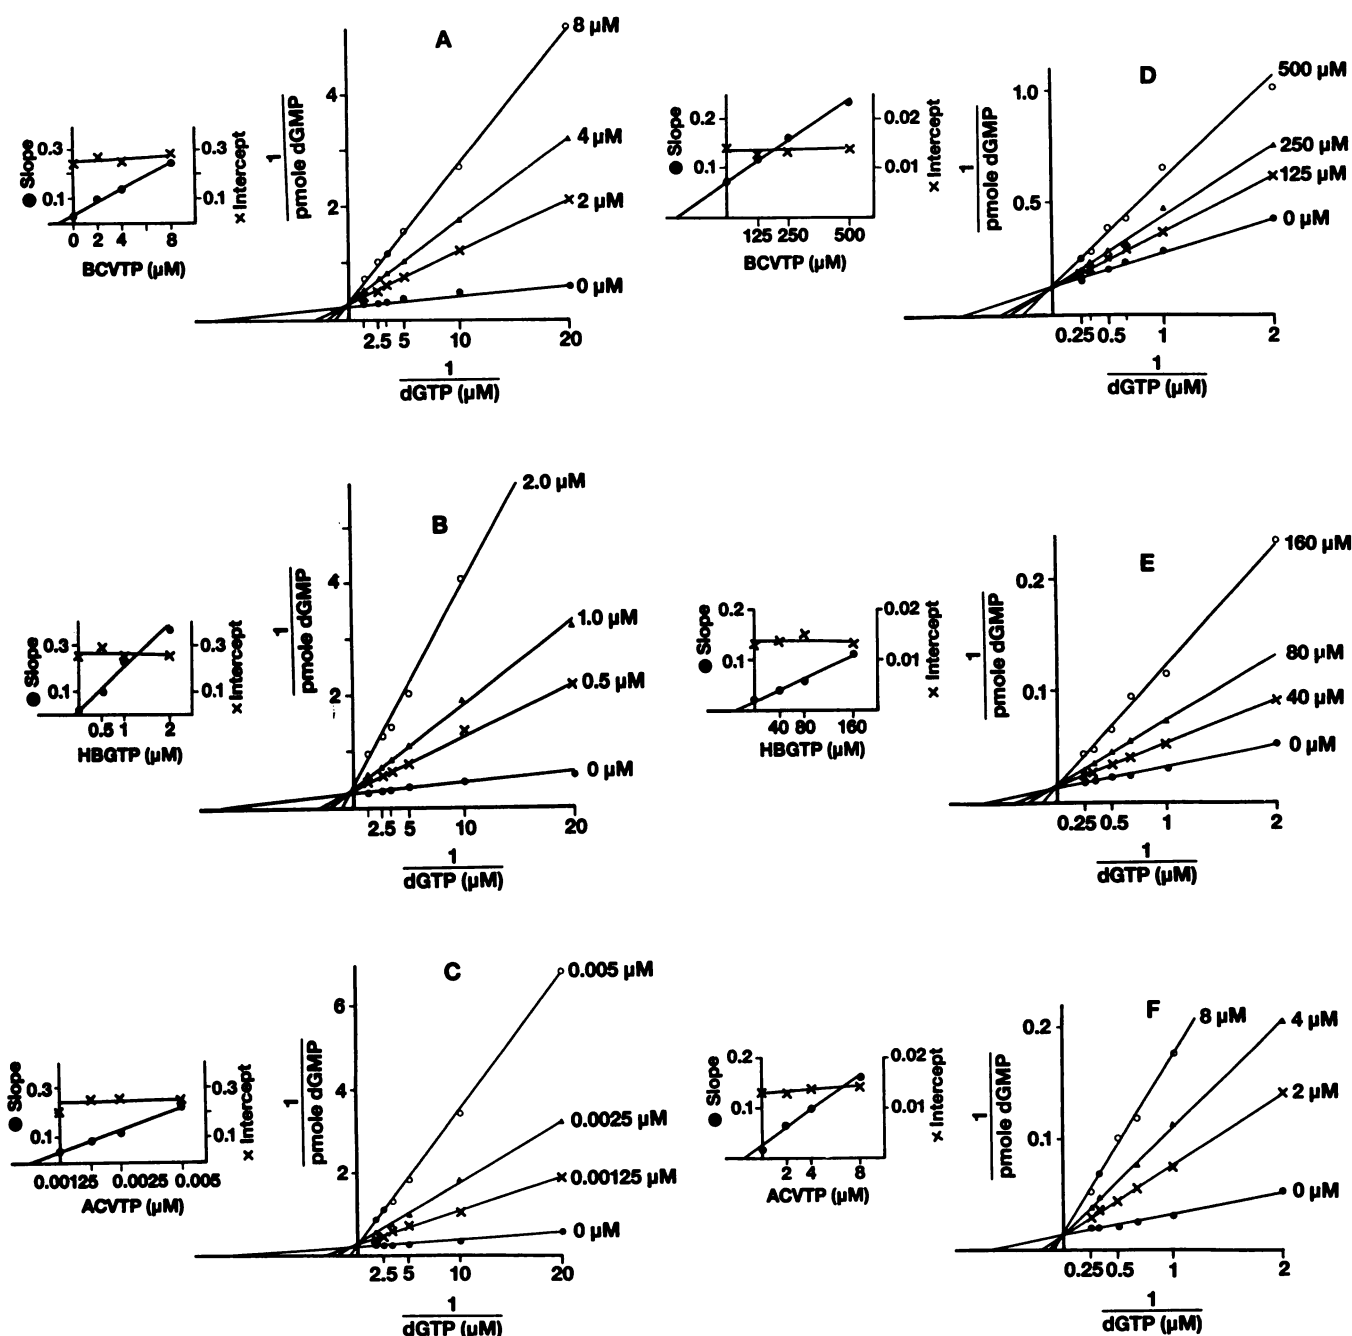 A
8 µM
4 µM
2 µM
0 µM
4
2
1
pmole dGMP
2.5 5 10 20
1
dGTP (µM)
● Slope
0.3
0.1
0.3
0.1
× Intercept
0 2 4 8
BCVTP (µM)
D
500 µM
250 µM
125 µM
0 µM
1.0
0.5
1
pmole dGMP
0.25 0.5 1 2
1
dGTP (µM)
● Slope
0.2
0.1
0.02
0.01
× Intercept
125 250 500
BCVTP (µM)
B
2.0 µM
1.0 µM
0.5 µM
0 µM
4
2
1
pmole dGMP
2.5 5 10 20
1
dGTP (µM)
● Slope
0.3
0.1
0.3
0.1
× Intercept
0.5 1 2
HBGTP (µM)
E
160 µM
80 µM
40 µM
0 µM
0.2
0.1
1
pmole dGMP
0.25 0.5 1 2
1
dGTP (µM)
● Slope
0.2
0.1
0.02
0.01
× Intercept
40 80 160
HBGTP (µM)
C
0.005 µM
0.0025 µM
0.00125 µM
0 µM
6
4
2
1
pmole dGMP
2.5 5 10 20
1
dGTP (µM)
● Slope
0.3
0.1
0.3
0.1
× Intercept
0.00125 0.0025 0.005
ACVTP (µM)
F
8 µM
4 µM
2 µM
0 µM
0.2
0.1
1
pmole dGMP
0.25 0.5 1 2
1
dGTP (µM)
● Slope
0.2
0.1
0.02
0.01
× Intercept
2 4 8
ACVTP (µM)